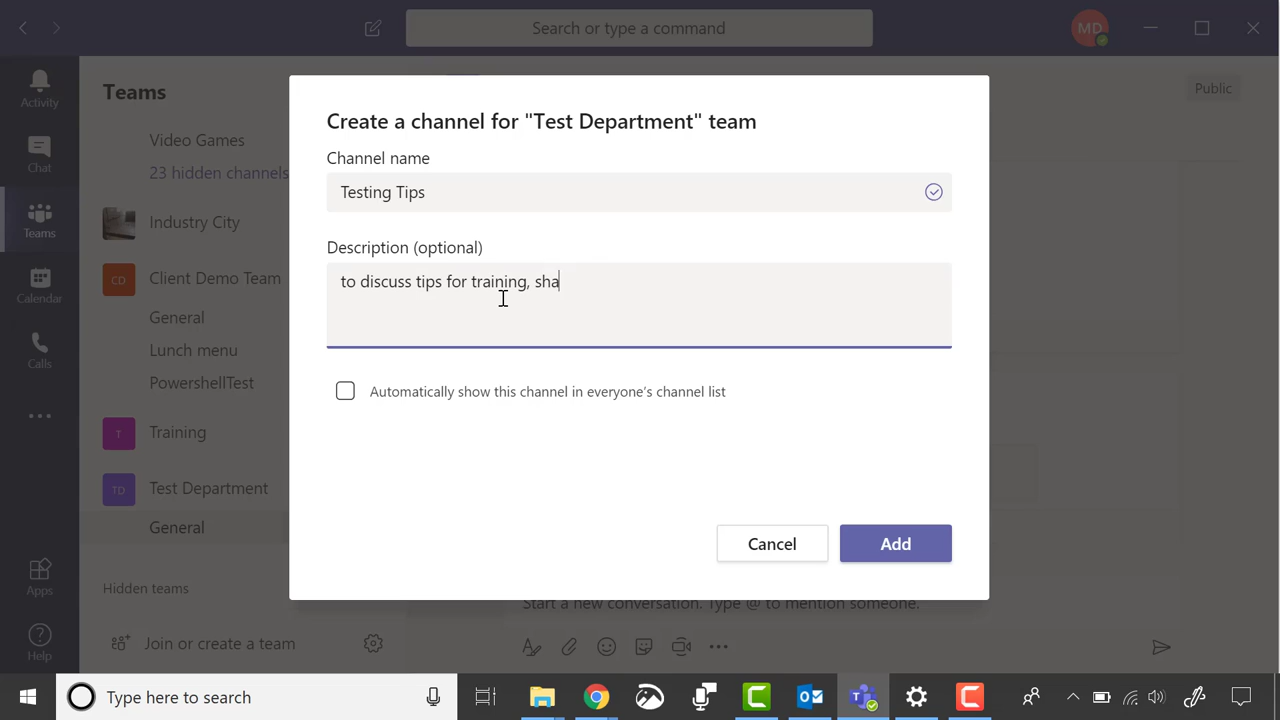 Search or type a command
MD
Activity
Chat
Teams
Calendar
Calls
Apps
Help
Teams
Video Games
23 hidden channels
Industry City
CD Client Demo Team
General
Lunch menu
PowershellTest
T Training
TD Test Department
General
Hidden teams
Join or create a team
Public
Create a channel for "Test Department" team
Channel name
Testing Tips
Description (optional)
to discuss tips for training, sha
Automatically show this channel in everyone's channel list
Cancel
Add
Start a new conversation. Type @ to mention someone.
Type here to search